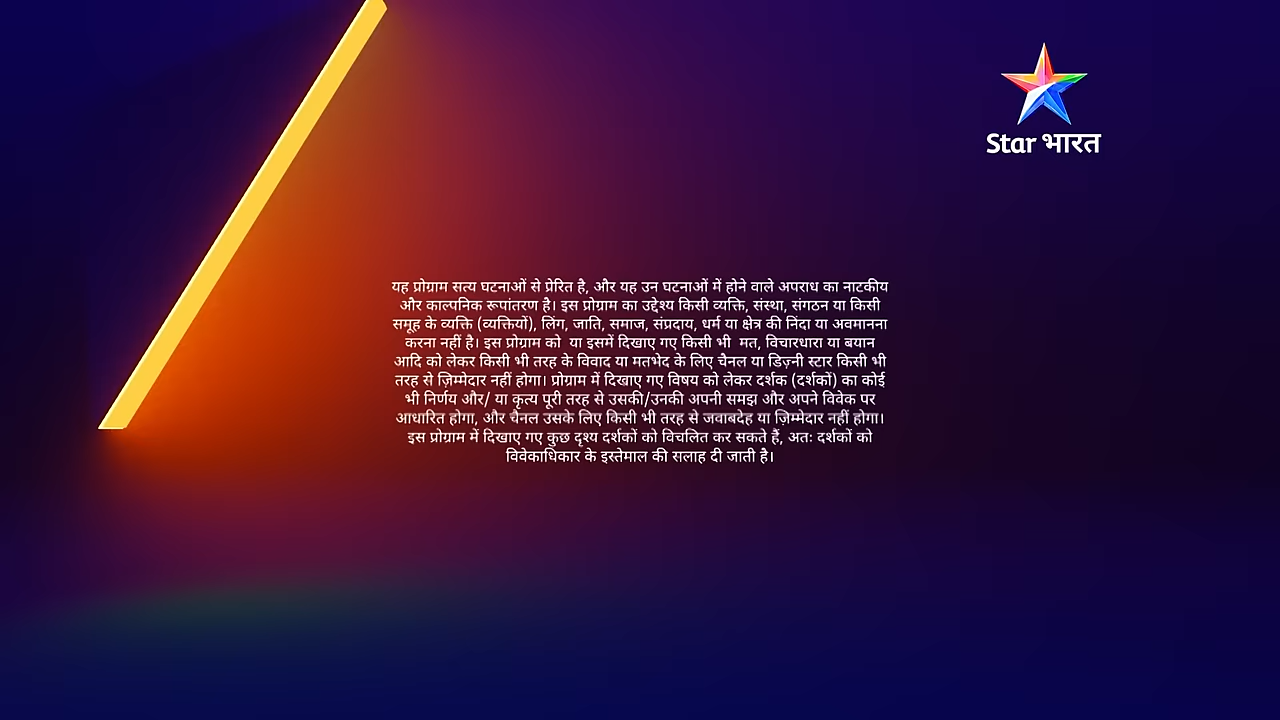 Star भारत
यह प्रोग्राम सत्य घटनाओं से प्रेरित है, और यह उन घटनाओं में होने वाले अपराध का नाटकीय
और काल्पनिक रूपांतरण है। इस प्रोग्राम का उद्देश्य किसी व्यक्ति, संस्था, संगठन या किसी
समूह के व्यक्ति (व्यक्तियों), लिंग, जाति, समाज, संप्रदाय, धर्म या क्षेत्र की निंदा या अवमानना
करना नहीं है। इस प्रोग्राम को या इसमें दिखाए गए किसी भी मत, विचारधारा या बयान
आदि को लेकर किसी भी तरह के विवाद या मतभेद के लिए चैनल या डिज़्नी स्टार किसी भी
तरह से ज़िम्मेदार नहीं होगा। प्रोग्राम में दिखाए गए विषय को लेकर दर्शक (दर्शकों) का कोई
भी निर्णय और/ या कृत्य पूरी तरह से उसकी/उनकी अपनी समझ और अपने विवेक पर
आधारित होगा, और चैनल उसके लिए किसी भी तरह से जवाबदेह या ज़िम्मेदार नहीं होगा।
इस प्रोग्राम में दिखाए गए कुछ दृश्य दर्शकों को विचलित कर सकते हैं, अतः दर्शकों को
विवेकाधिकार के इस्तेमाल की सलाह दी जाती है।